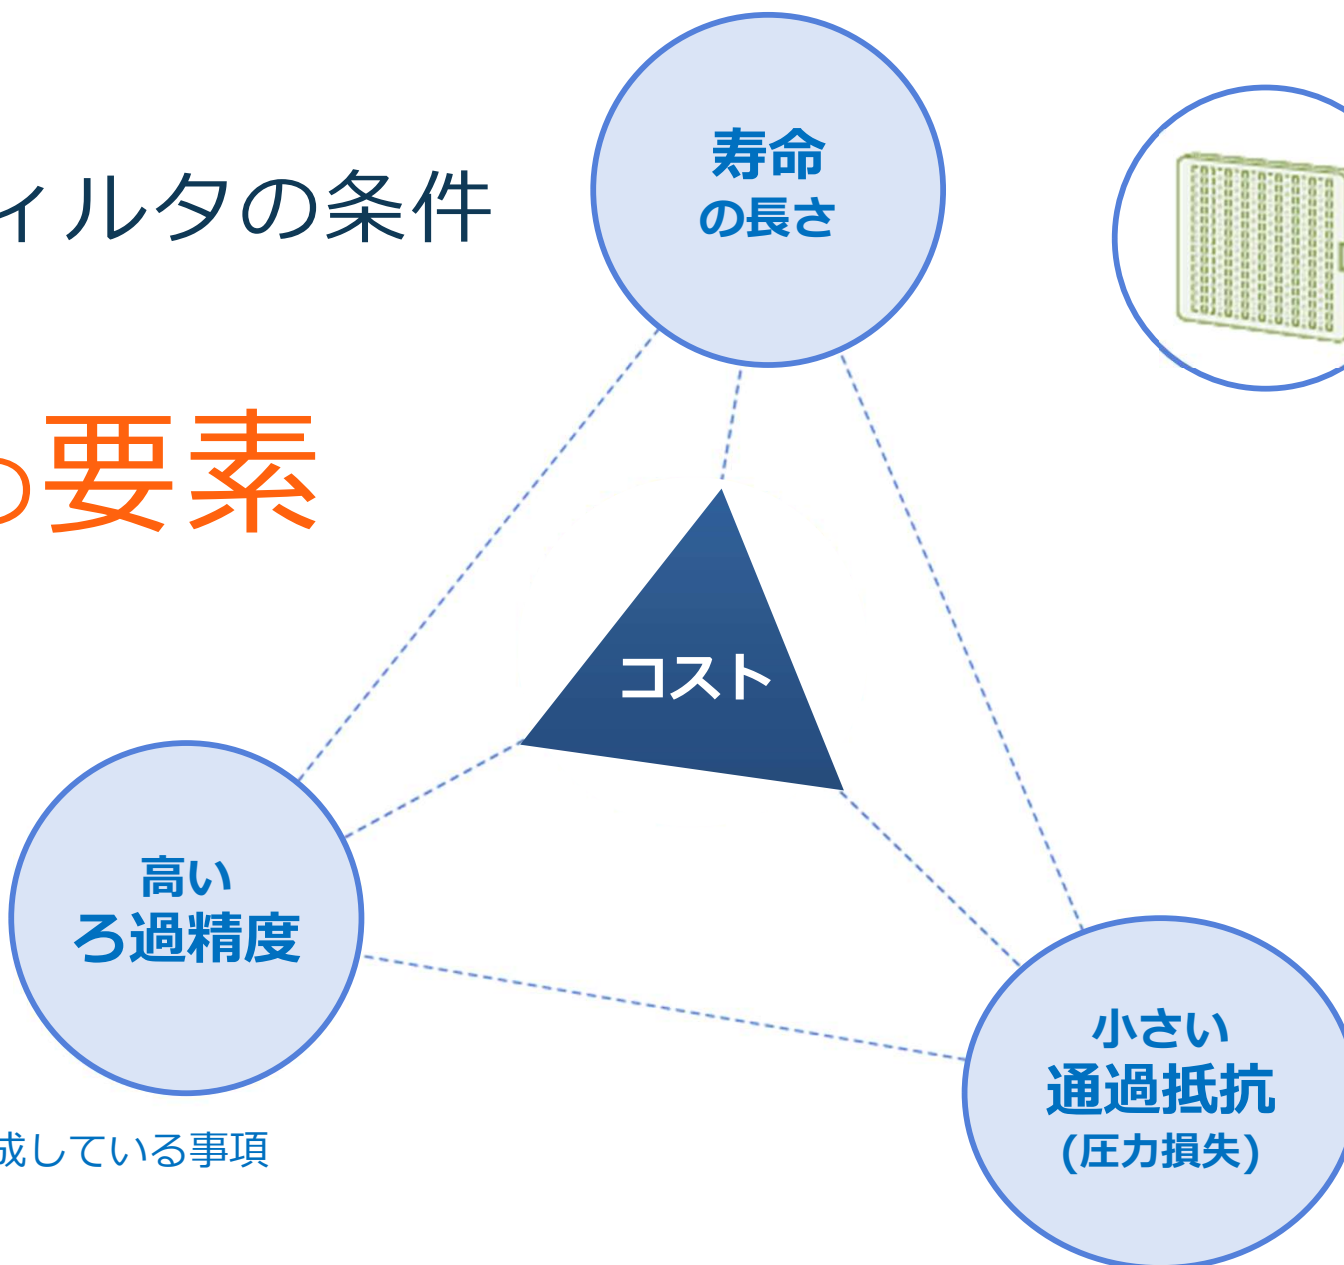 ィルタの条件
要素
寿命
の長さ
コスト
高い
ろ過精度
小さい
通過抵抗
(圧力損失)
成している事項